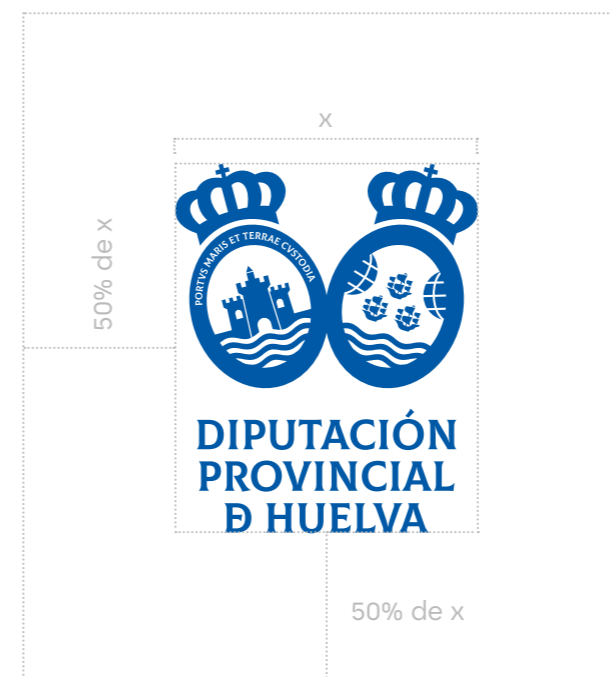 x
50% de x
PORTVS MARIS ET TERRAE CVSTODIA
DIPUTACIÓN
PROVINCIAL
Đ HUELVA
50% de x